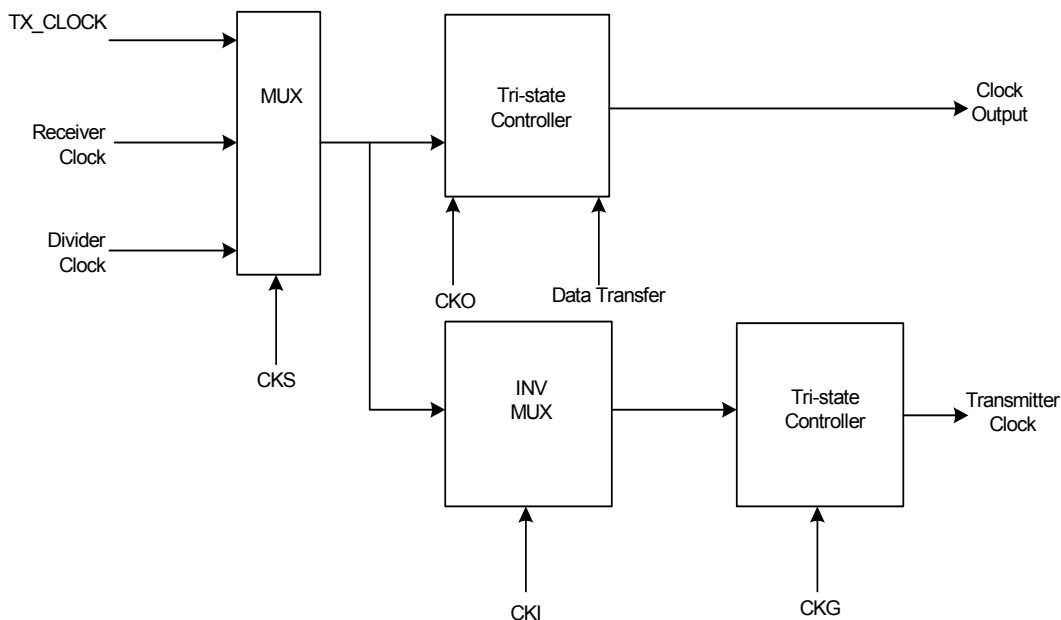 TX_CLOCK
MUX
Receiver
Clock
Divider
Clock
CKS
Tri-state
Controller
Clock
Output
CKO
Data Transfer
INV
MUX
Tri-state
Controller
Transmitter
Clock
CKI
CKG